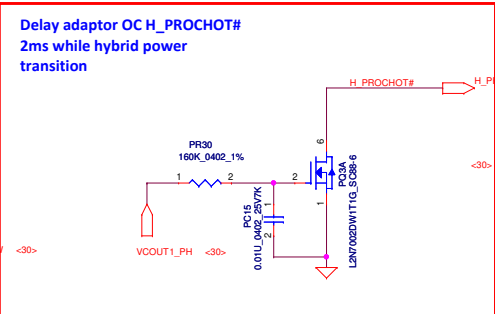 Delay adaptor OC H_PROCHOT#
2ms while hybrid power
transition
H_PROCHOT#
H_P
<30>
PR30
160K_0402_1%
1
2
2
6
1
PQ3A
L2N7002DW1T1G_SC88-6
PC15
0.01U_0402_25V7K
1
2
VCOUT1_PH <30>
<30>